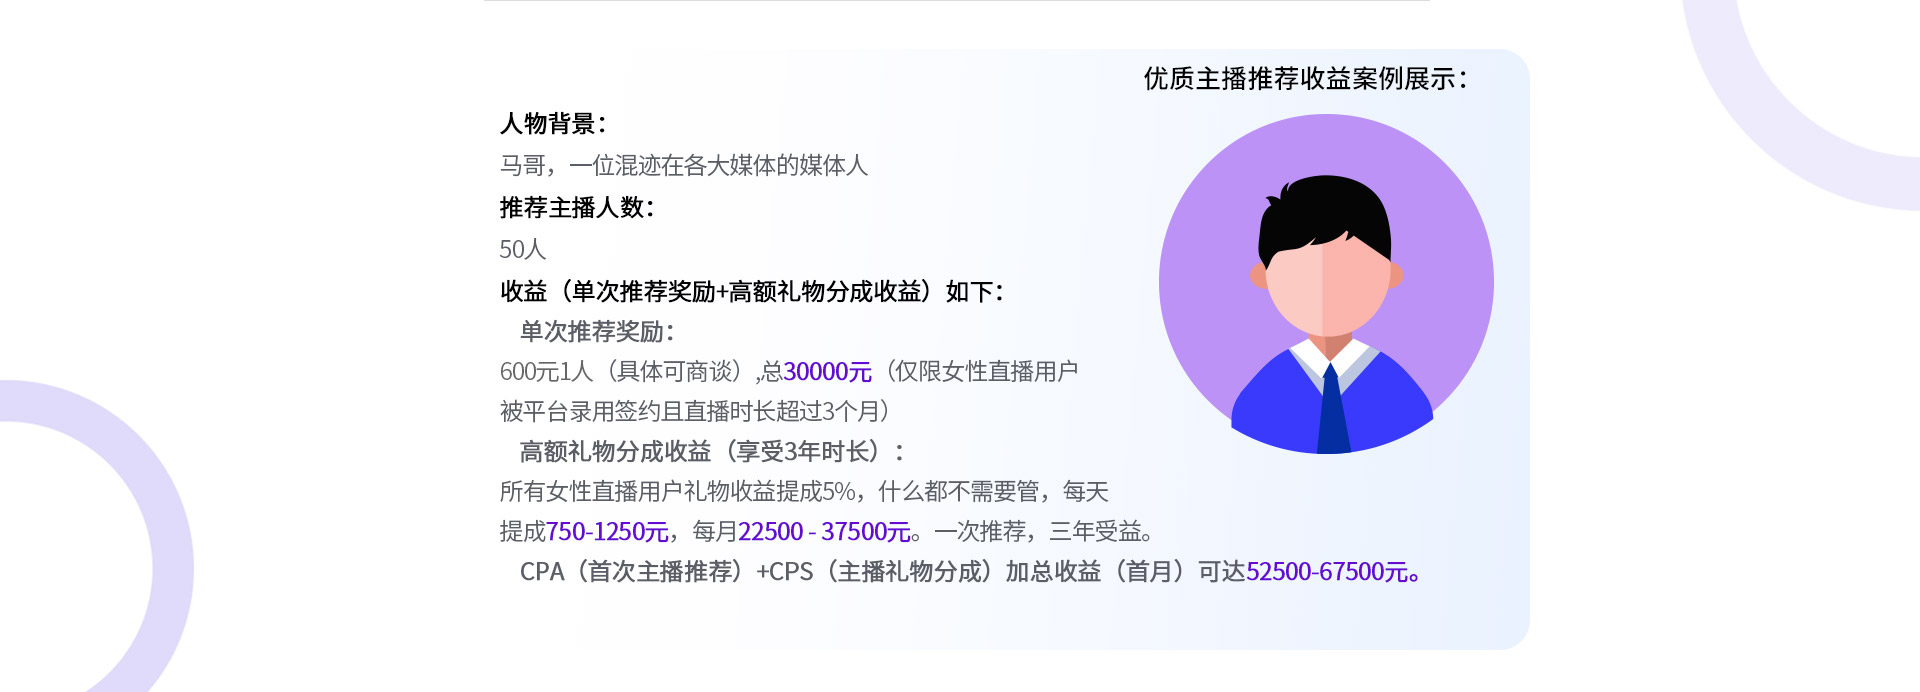 优质主播推荐收益案例展示：
人物背景：
马哥，一位混迹在各大媒体的媒体人
推荐主播人数：
50人
收益（单次推荐奖励+高额礼物分成收益）如下：
单次推荐奖励：
600元1人（具体可商谈）,总30000元（仅限女性直播用户
被平台录用签约且直播时长超过3个月）
高额礼物分成收益（享受3年时长）：
所有女性直播用户礼物收益提成5%，什么都不需要管，每天
提成750-1250元，每月22500 - 37500元。一次推荐，三年受益。
CPA（首次主播推荐）+CPS（主播礼物分成）加总收益（首月）可达52500-67500元。